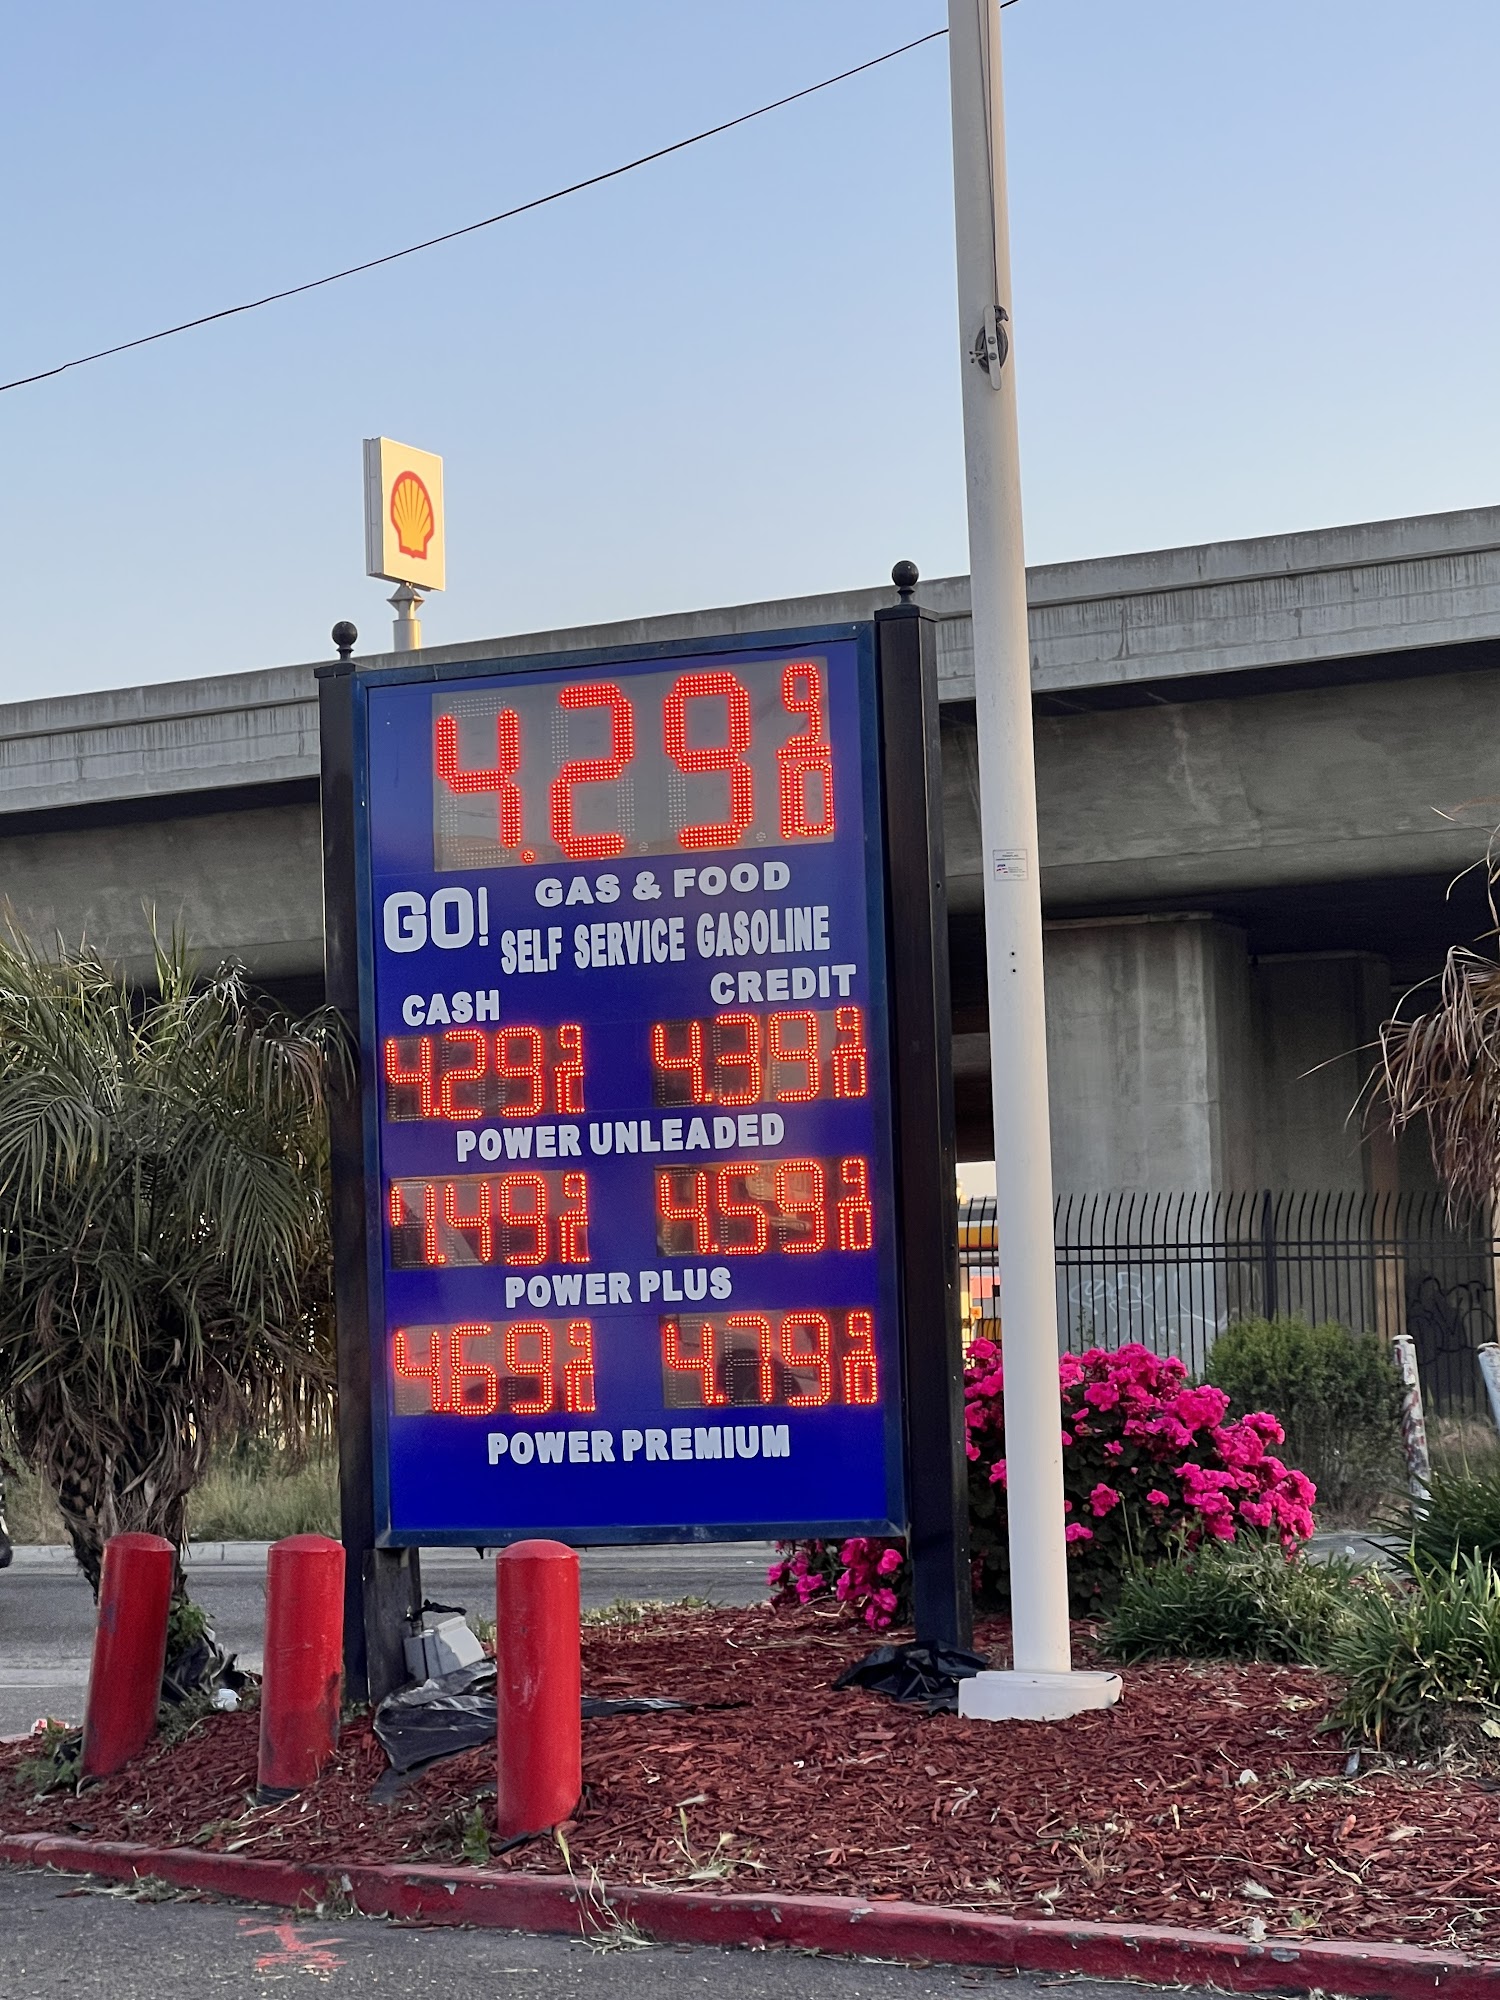 4.29 9/10
GO! GAS & FOOD
SELF SERVICE GASOLINE
CASH CREDIT
4.29 9/10 4.39 9/10
POWER UNLEADED
4.49 9/10 4.59 9/10
POWER PLUS
4.69 9/10 4.79 9/10
POWER PREMIUM